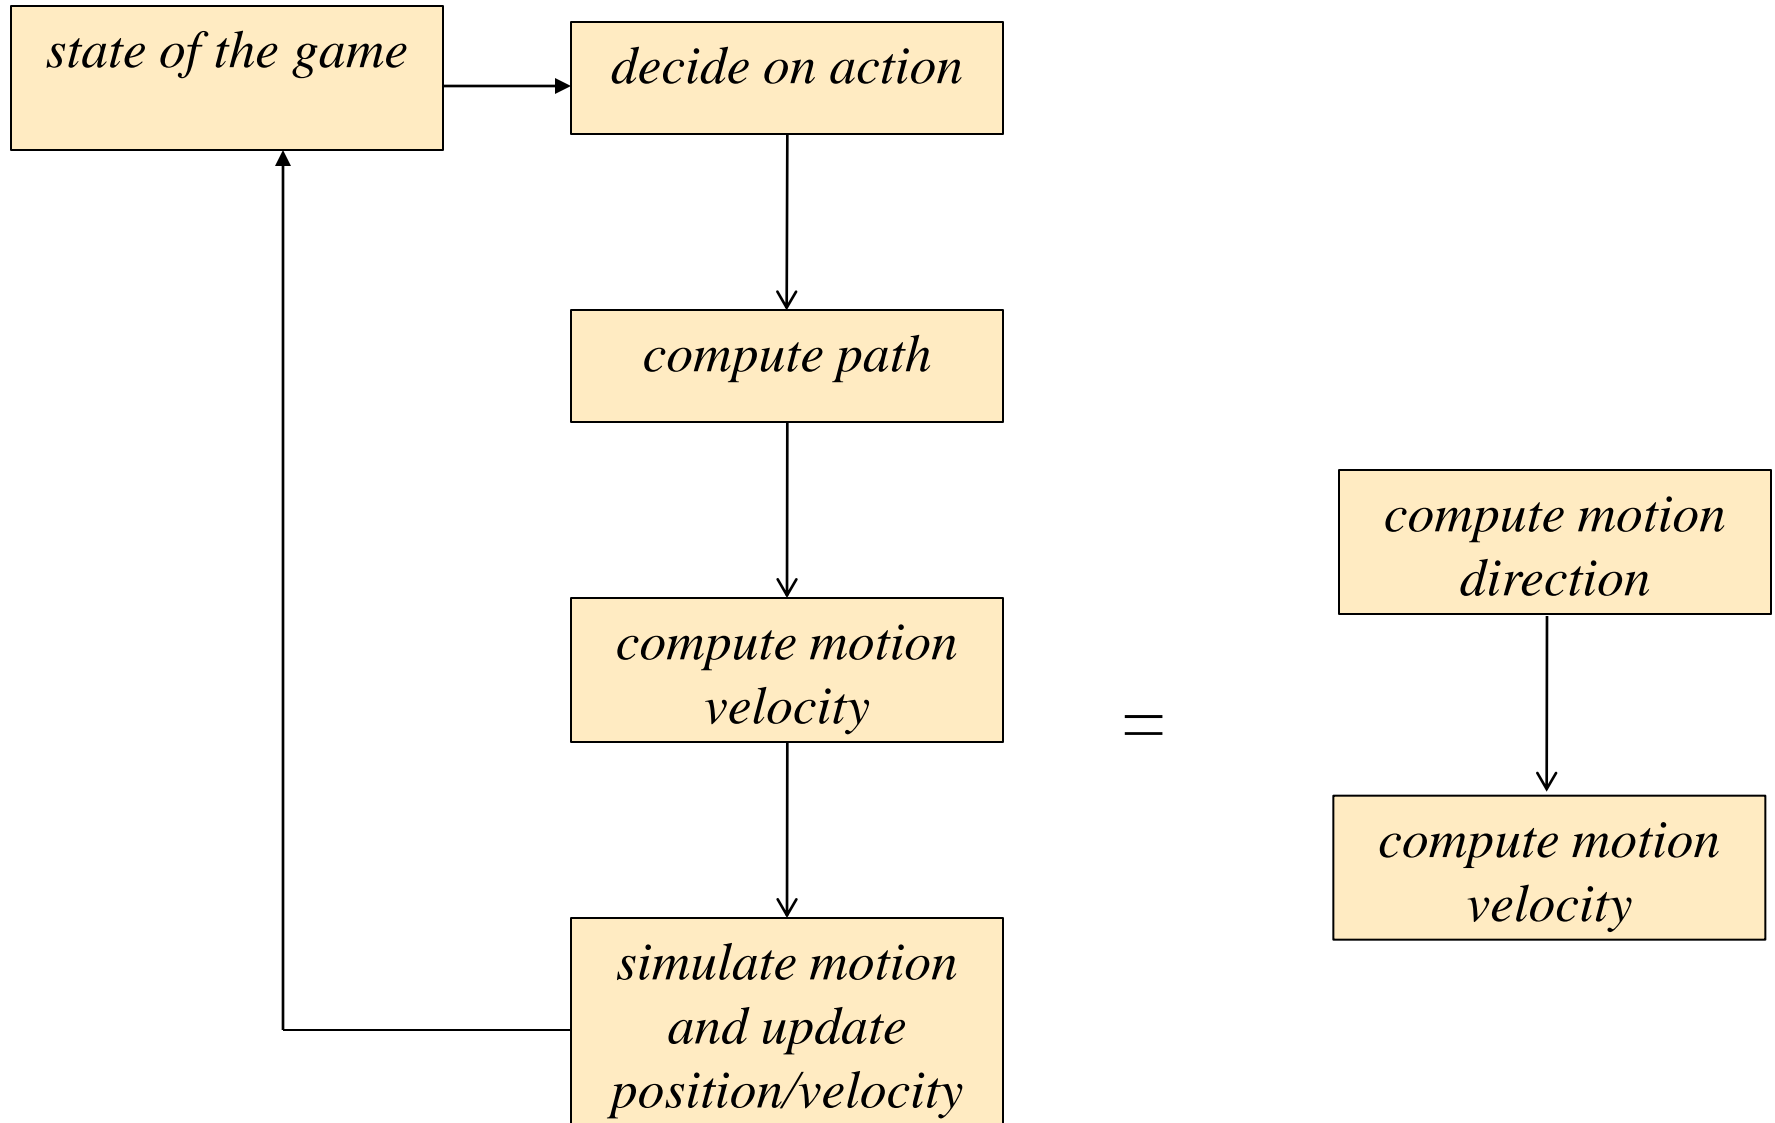 state of the game
decide on action
compute path
compute motion
velocity
simulate motion
and update
position/velocity
=
compute motion
direction
compute motion
velocity